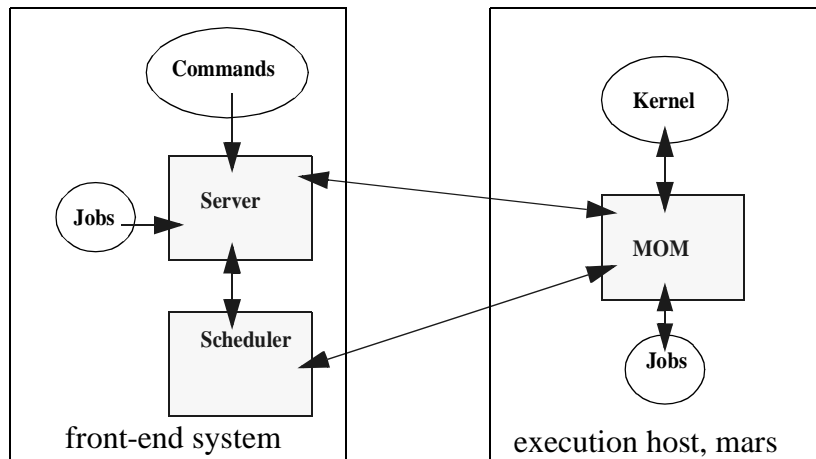 Commands
Server
Jobs
Scheduler
front-end system
Kernel
MOM
Jobs
execution host, mars